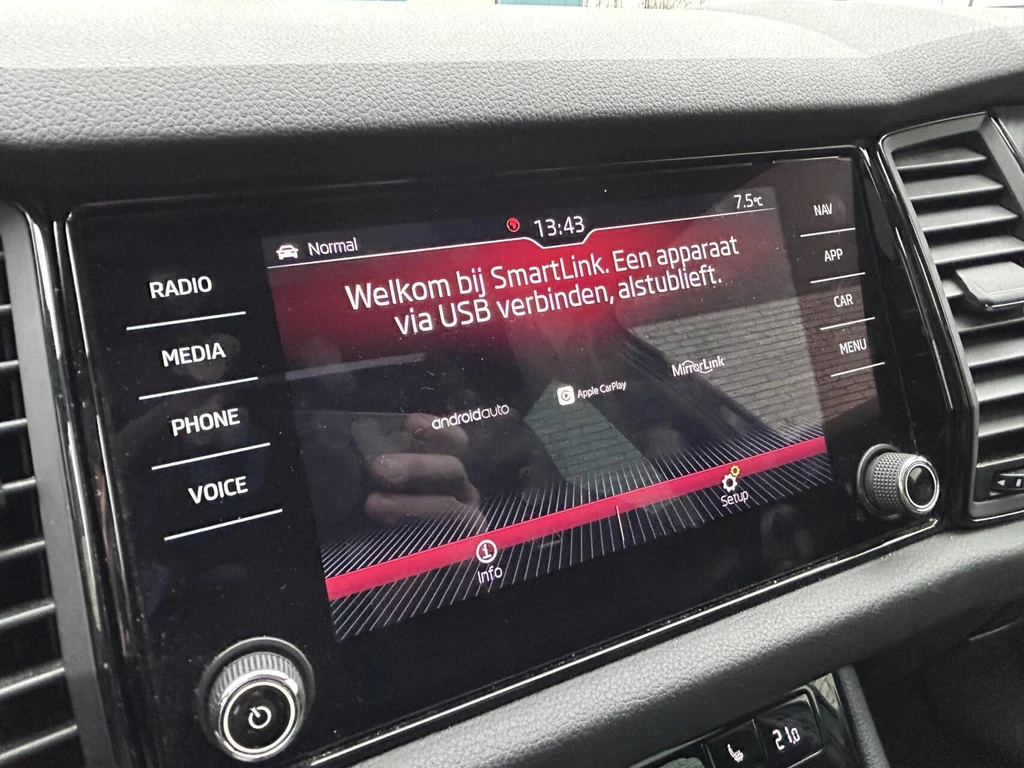 Normal
13:43
7.5°C
Welkom bij SmartLink. Een apparaat
via USB verbinden, alstublieft.
androidauto
Apple CarPlay
MirrorLink
Info
Setup
RADIO
MEDIA
PHONE
VOICE
NAV
APP
CAR
MENU
21.0